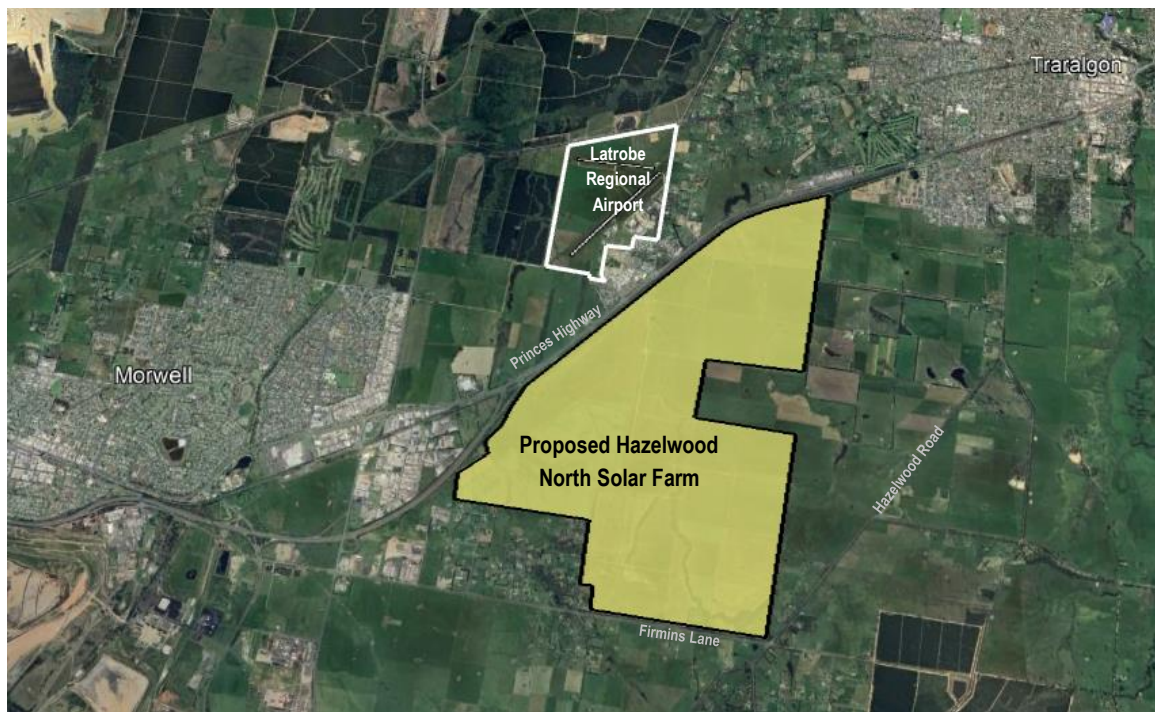 Traralgon
Latrobe
Regional
Airport
Princes Highway
Morwell
Proposed Hazelwood
North Solar Farm
Hazelwood Road
Firmins Lane